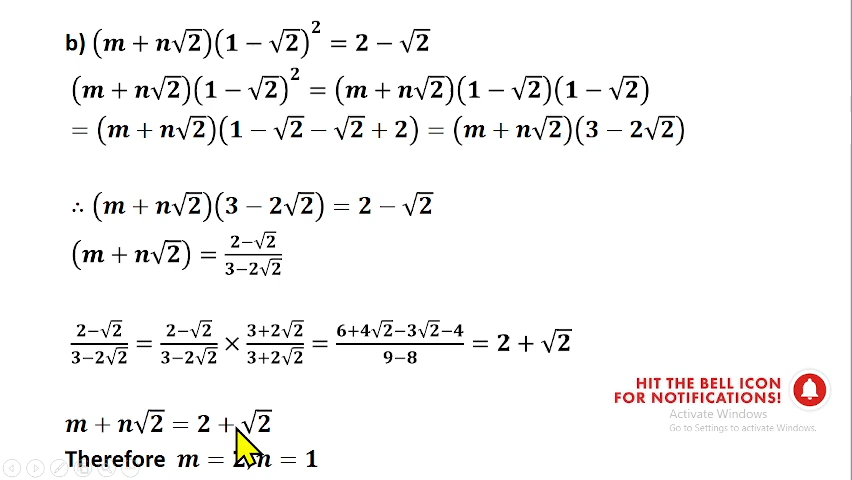 b) (m + n√2)(1 − √2)² = 2 − √2
(m + n√2)(1 − √2)² = (m + n√2)(1 − √2)(1 − √2)
= (m + n√2)(1 − √2 − √2 + 2) = (m + n√2)(3 − 2√2)
∴ (m + n√2)(3 − 2√2) = 2 − √2
(m + n√2) = (2−√2)/(3−2√2)
(2−√2)/(3−2√2) = (2−√2)/(3−2√2) × (3+2√2)/(3+2√2) = (6+4√2−3√2−4)/(9−8) = 2 + √2
HIT THE BELL ICON
FOR NOTIFICATIONS!
Activate Windows
Go to Settings to activate Windows.
m + n√2 = 2 + √2
Therefore m = 2, n = 1